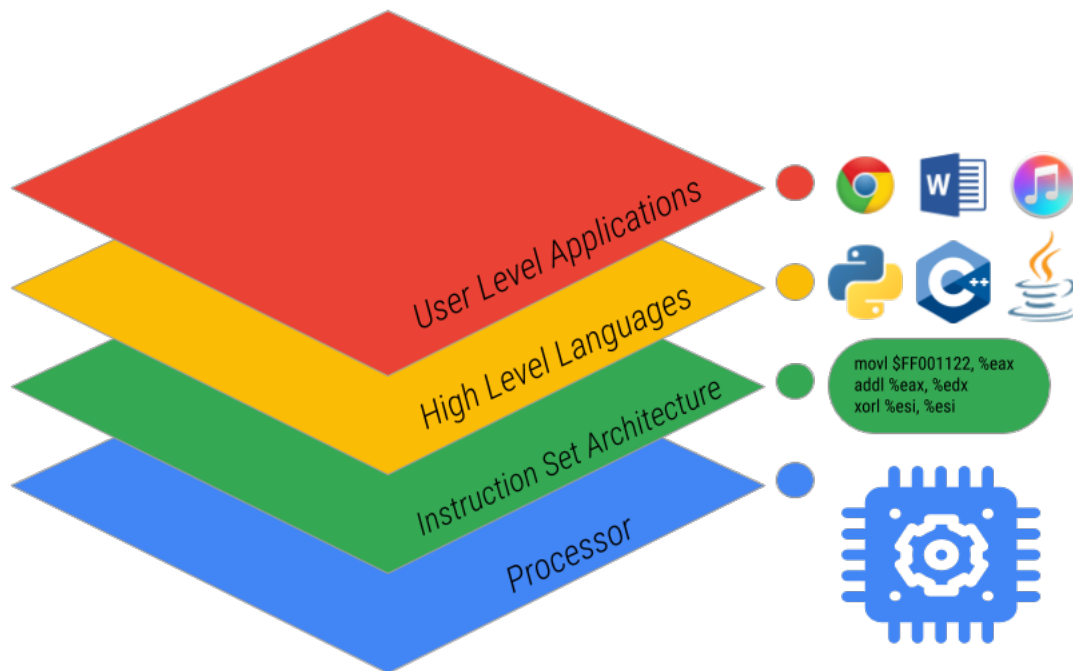 User Level Applications
W
High Level Languages
C++
Instruction Set Architecture
movl $FF001122, %eax
addl %eax, %edx
xorl %esi, %esi
Processor